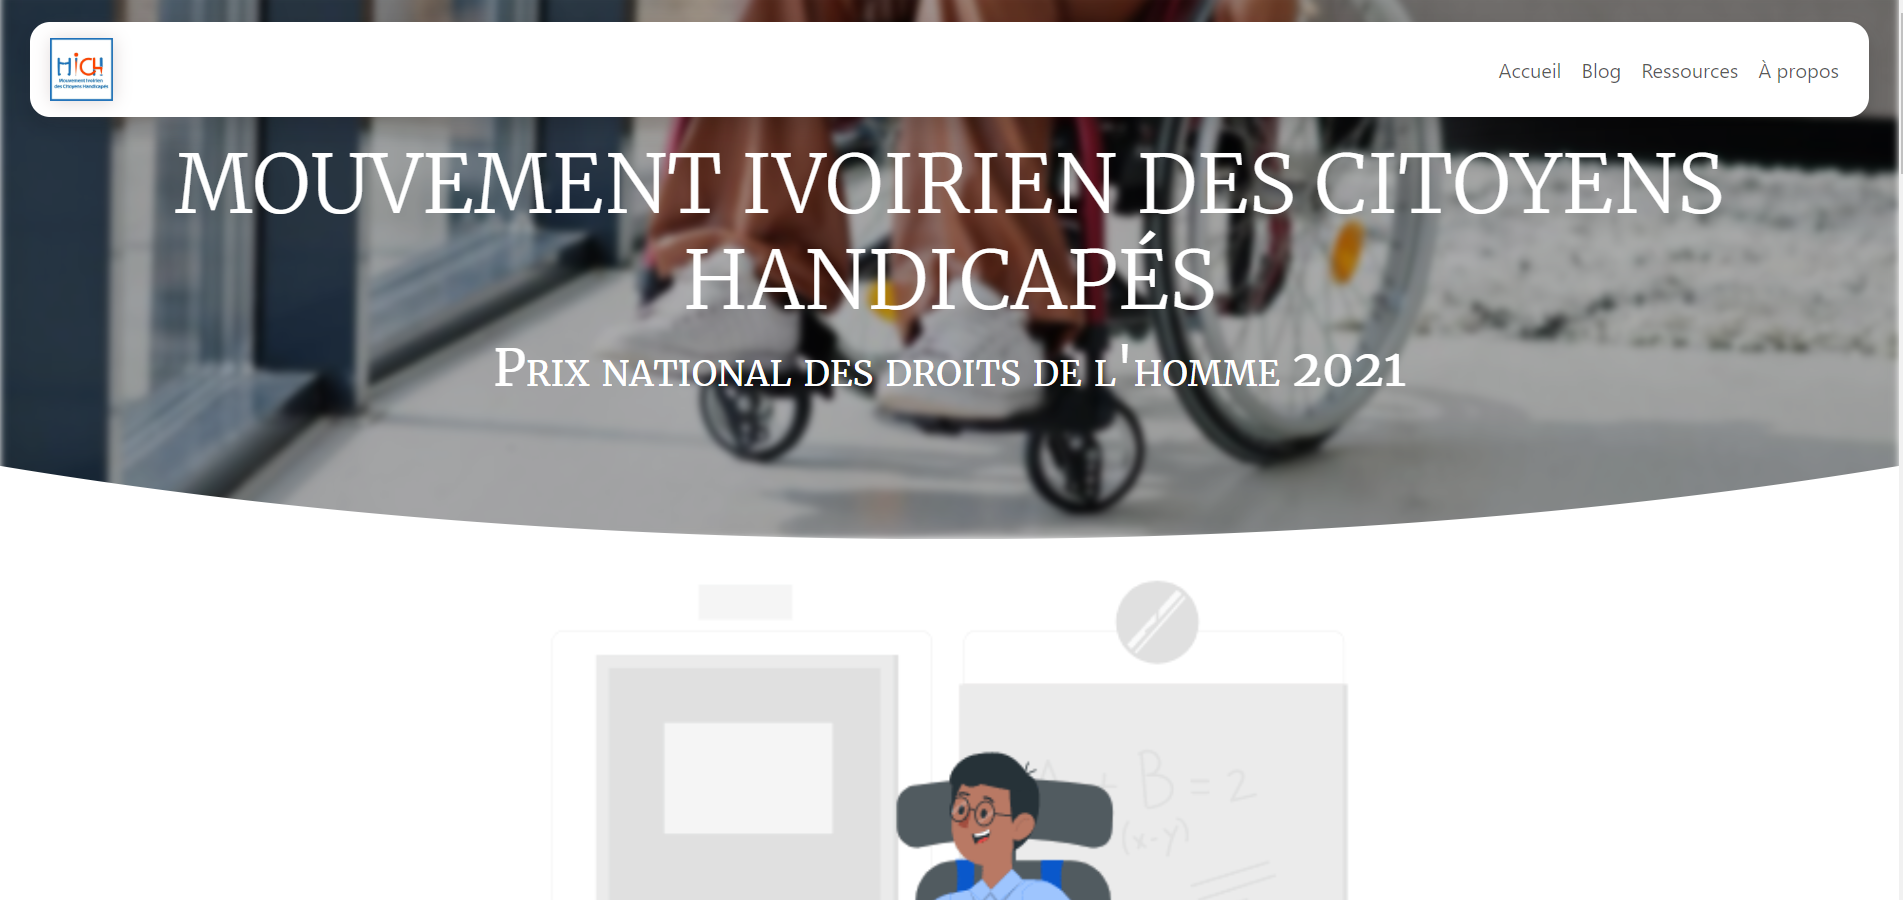 MiCH
Mouvement Ivoirien
des Citoyens Handicapés
Accueil Blog Ressources À propos
MOUVEMENT IVOIRIEN DES CITOYENS
HANDICAPÉS
Prix national des droits de l'homme 2021
A + B = 2
(x-y)